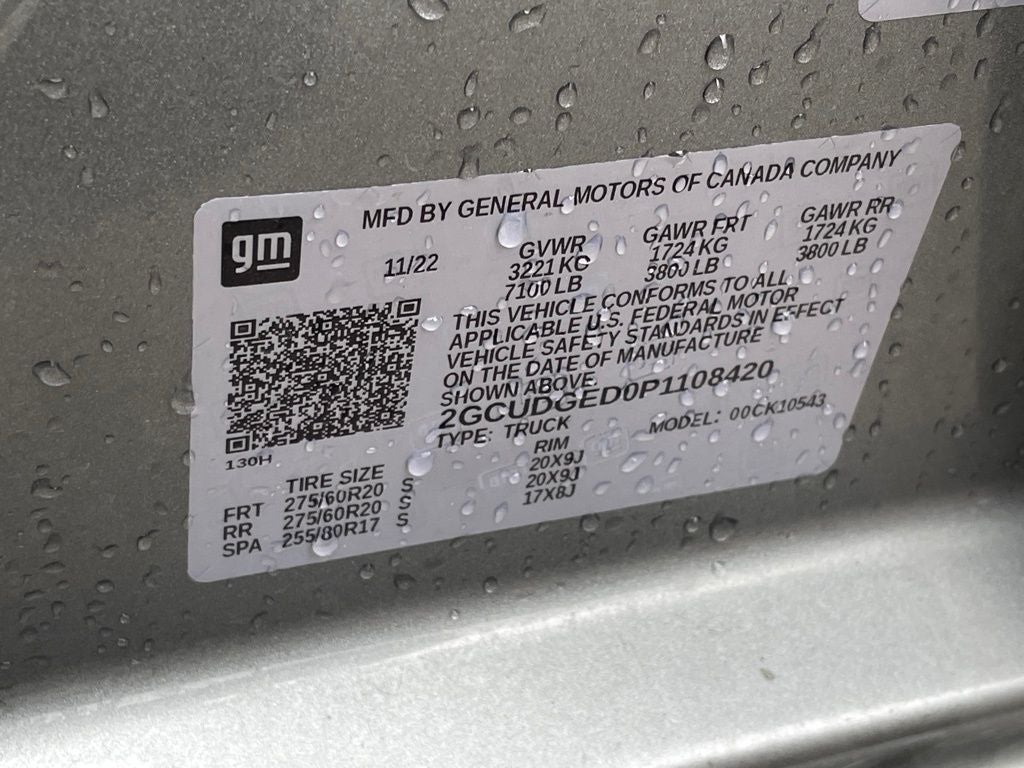 gm
MFD BY GENERAL MOTORS OF CANADA COMPANY
11/22
GVWR GAWR FRT GAWR RR
3221 KG 1724 KG 1724 KG
7100 LB 3800 LB 3800 LB
THIS VEHICLE CONFORMS TO ALL
APPLICABLE U.S. FEDERAL MOTOR
VEHICLE SAFETY STANDARDS IN EFFECT
ON THE DATE OF MANUFACTURE
SHOWN ABOVE.
2GCUDGED0P1108420
TYPE: TRUCK MODEL: 00CK10543
130H
TIRE SIZE RIM
FRT 275/60R20 S 20X9J
RR 275/60R20 S 20X9J
SPA 255/80R17 S 17X8J